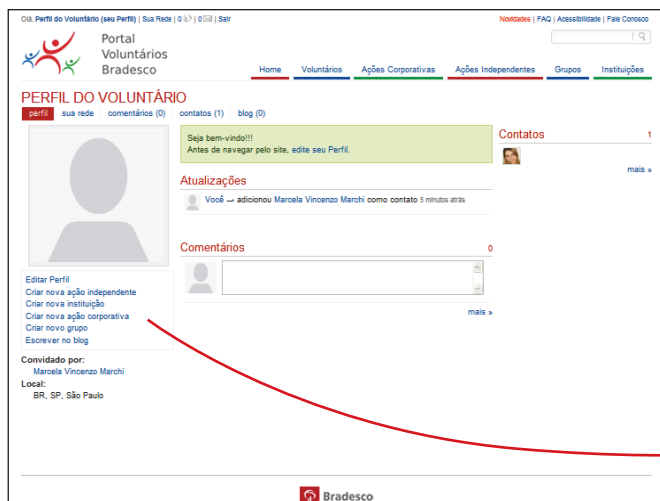 Olá, Perfil do Voluntário (seu Perfil) | Sua Rede | 0 | 0 | Sair
Novidades | FAQ | Acessibilidade | Fale Conosco
Portal
Voluntários
Bradesco
Home Voluntários Ações Corporativas Ações Independentes Grupos Instituições
PERFIL DO VOLUNTÁRIO
perfil sua rede comentários (0) contatos (1) blog (0)
Seja bem-vindo!!!
Antes de navegar pelo site, edite seu Perfil.
Contatos 1
mais »
Atualizações
Você → adicionou Marcela Vincenzo Marchi como contato 5 minutos atrás
Comentários 0
mais »
Editar Perfil
Criar nova ação independente
Criar nova instituição
Criar nova ação corporativa
Criar novo grupo
Escrever no blog
Convidado por:
Marcela Vincenzo Marchi
Local:
BR, SP, São Paulo
Bradesco